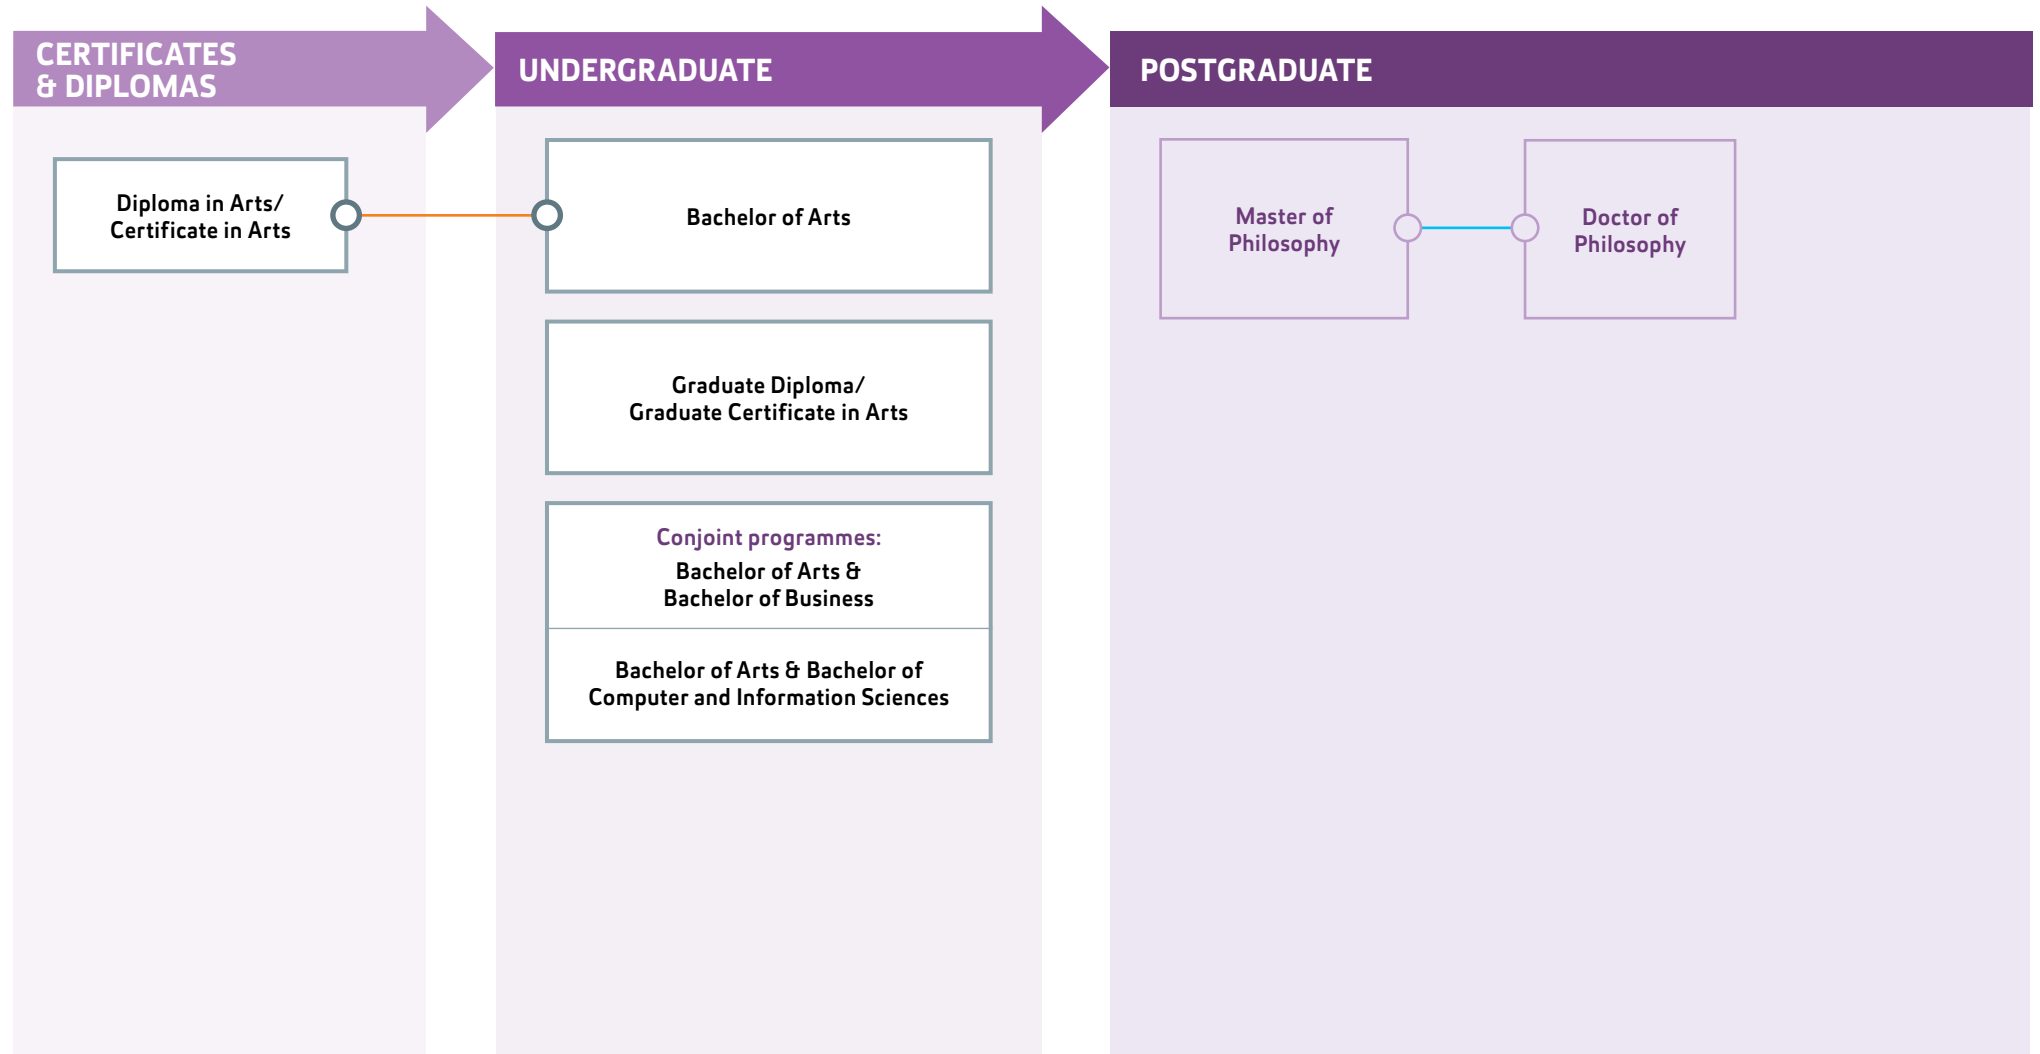 CERTIFICATES
& DIPLOMAS
UNDERGRADUATE
POSTGRADUATE
Diploma in Arts/
Certificate in Arts
Bachelor of Arts
Graduate Diploma/
Graduate Certificate in Arts
Conjoint programmes:
Bachelor of Arts &
Bachelor of Business
Bachelor of Arts & Bachelor of
Computer and Information Sciences
Master of
Philosophy
Doctor of
Philosophy